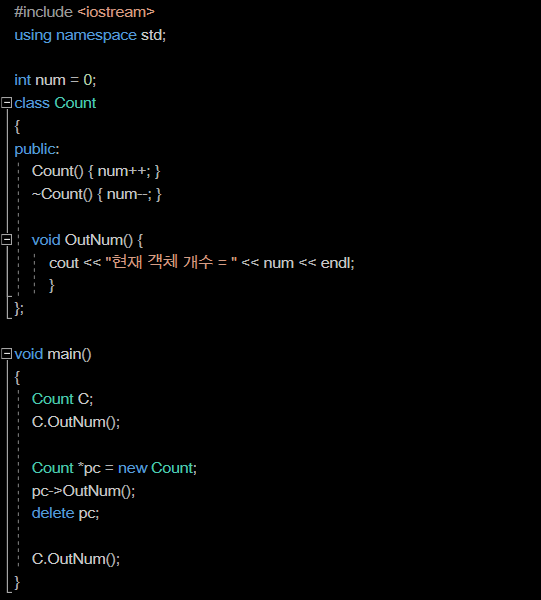 #include <iostream>
using namespace std;
int num = 0;
class Count
{
public:
Count() { num++; }
~Count() { num--; }
void OutNum() {
cout << "현재 객체 개수 = " << num << endl;
}
};
void main()
{
Count C;
C.OutNum();
Count *pc = new Count;
pc->OutNum();
delete pc;
C.OutNum();
}